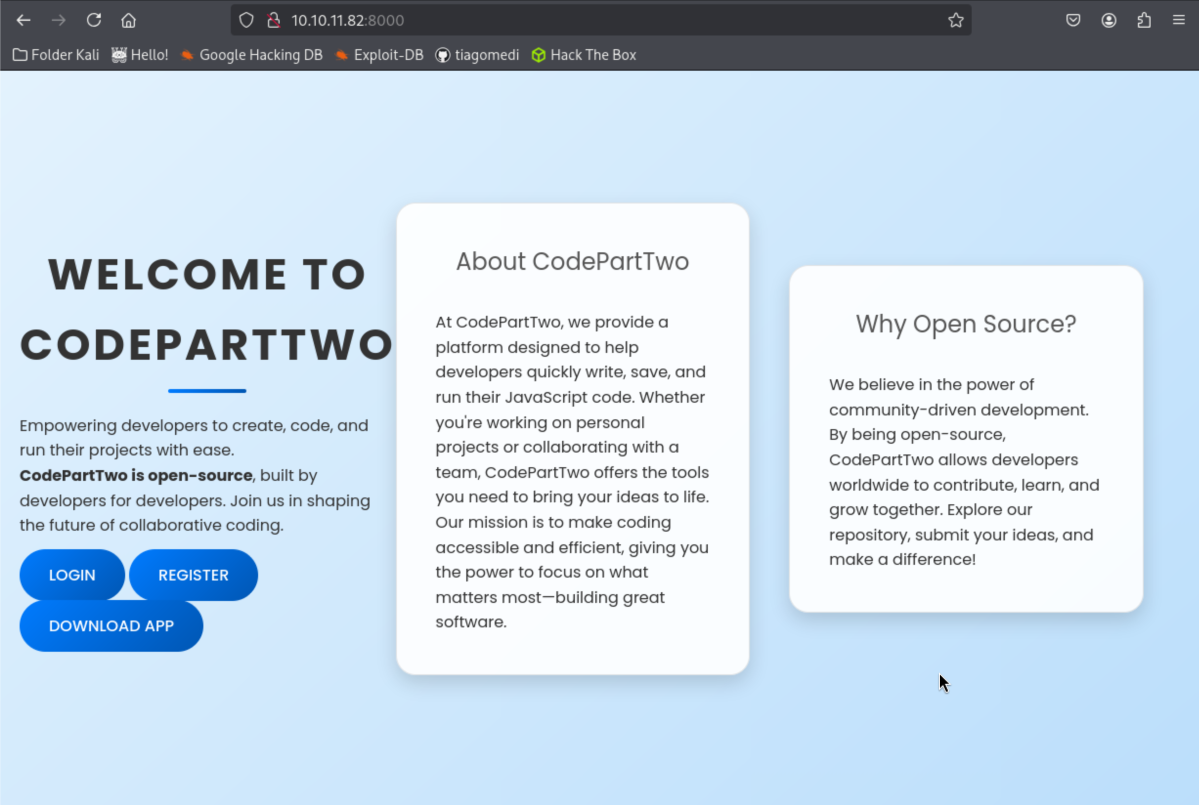 10.10.11.82:8000
Folder Kali Hello! Google Hacking DB Exploit-DB tiagomedi Hack The Box
WELCOME TO
CODEPARTTWO
Empowering developers to create, code, and
run their projects with ease.
CodePartTwo is open-source, built by
developers for developers. Join us in shaping
the future of collaborative coding.
LOGIN REGISTER
DOWNLOAD APP
About CodePartTwo
At CodePartTwo, we provide a
platform designed to help
developers quickly write, save, and
run their JavaScript code. Whether
you're working on personal
projects or collaborating with a
team, CodePartTwo offers the tools
you need to bring your ideas to life.
Our mission is to make coding
accessible and efficient, giving you
the power to focus on what
matters most—building great
software.
Why Open Source?
We believe in the power of
community-driven development.
By being open-source,
CodePartTwo allows developers
worldwide to contribute, learn, and
grow together. Explore our
repository, submit your ideas, and
make a difference!